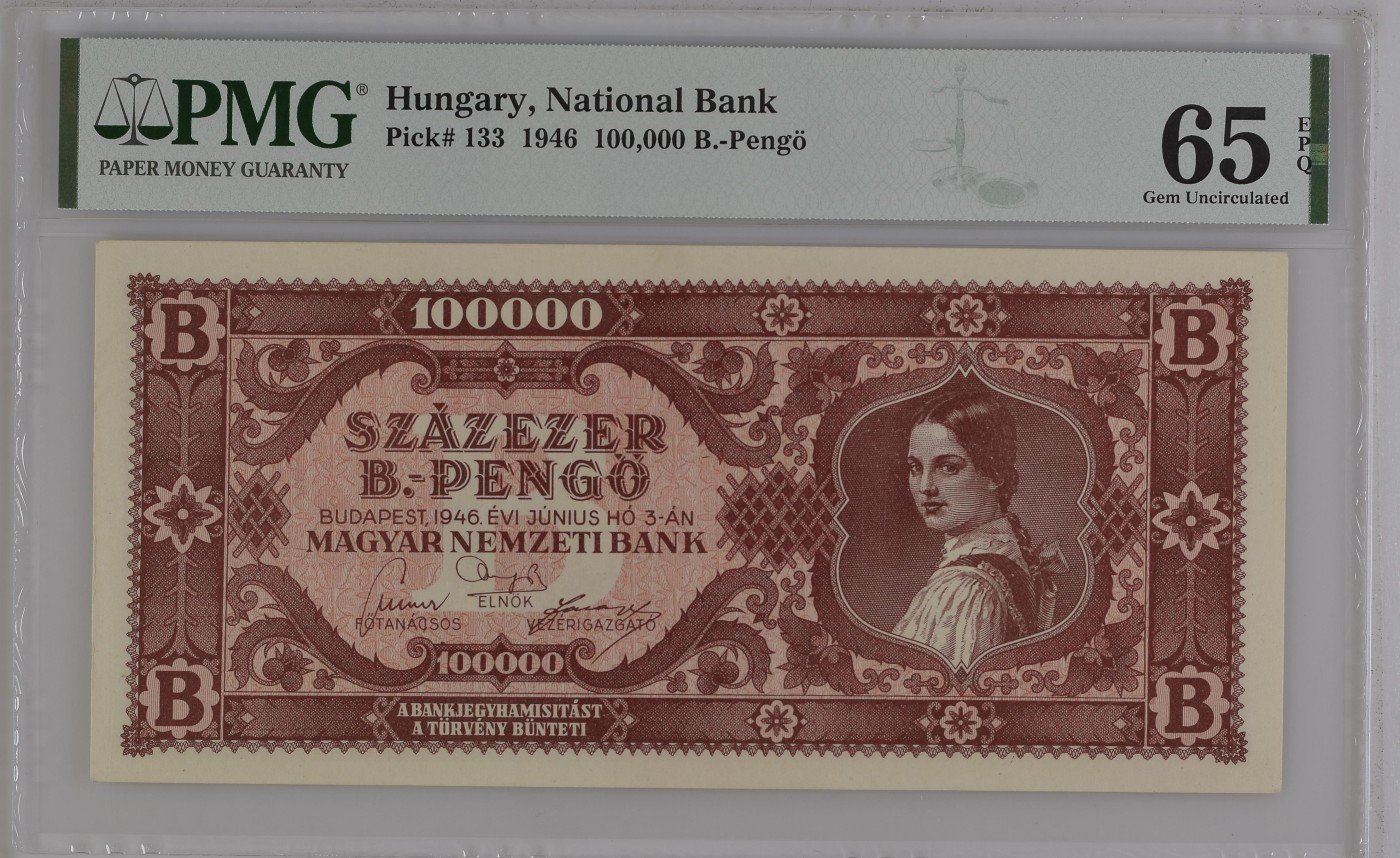 PMG®
PAPER MONEY GUARANTY
Hungary, National Bank
Pick# 133 1946 100,000 B.-Pengö
65
EPQ
Gem Uncirculated
B
100000
B
SZÁZEZER
B.-PENGŐ
BUDAPEST, 1946. ÉVI JÚNIUS HÓ 3-ÁN
MAGYAR NEMZETI BANK
ELNÖK
FŐTANÁCSOS
VEZÉRIGAZGATÓ
100000
B
A BANKJEGYHAMISITÁST
A TÖRVÉNY BÜNTETI
B